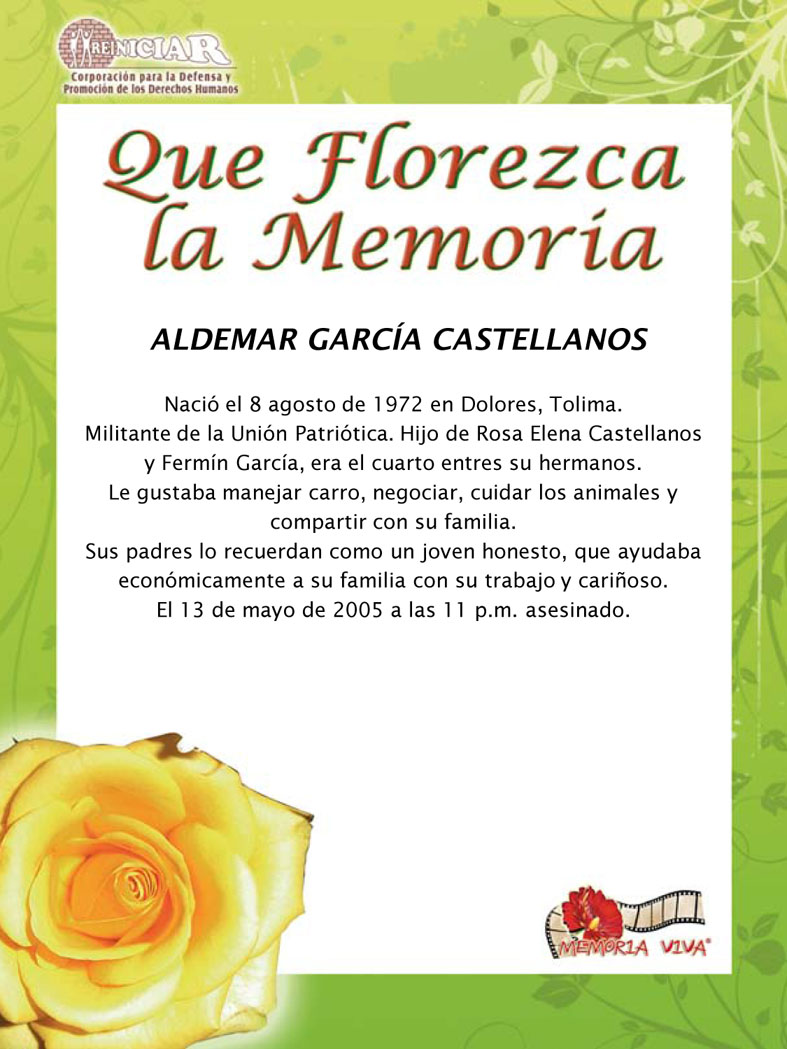 REINICIAR
Corporación para la Defensa y
Promoción de los Derechos Humanos
Que Florezca
la Memoria
ALDEMAR GARCÍA CASTELLANOS
Nació el 8 agosto de 1972 en Dolores, Tolima.
Militante de la Unión Patriótica. Hijo de Rosa Elena Castellanos
y Fermín García, era el cuarto entres su hermanos.
Le gustaba manejar carro, negociar, cuidar los animales y
compartir con su familia.
Sus padres lo recuerdan como un joven honesto, que ayudaba
económicamente a su familia con su trabajo y cariñoso.
El 13 de mayo de 2005 a las 11 p.m. asesinado.
MEMORIA VIVA®